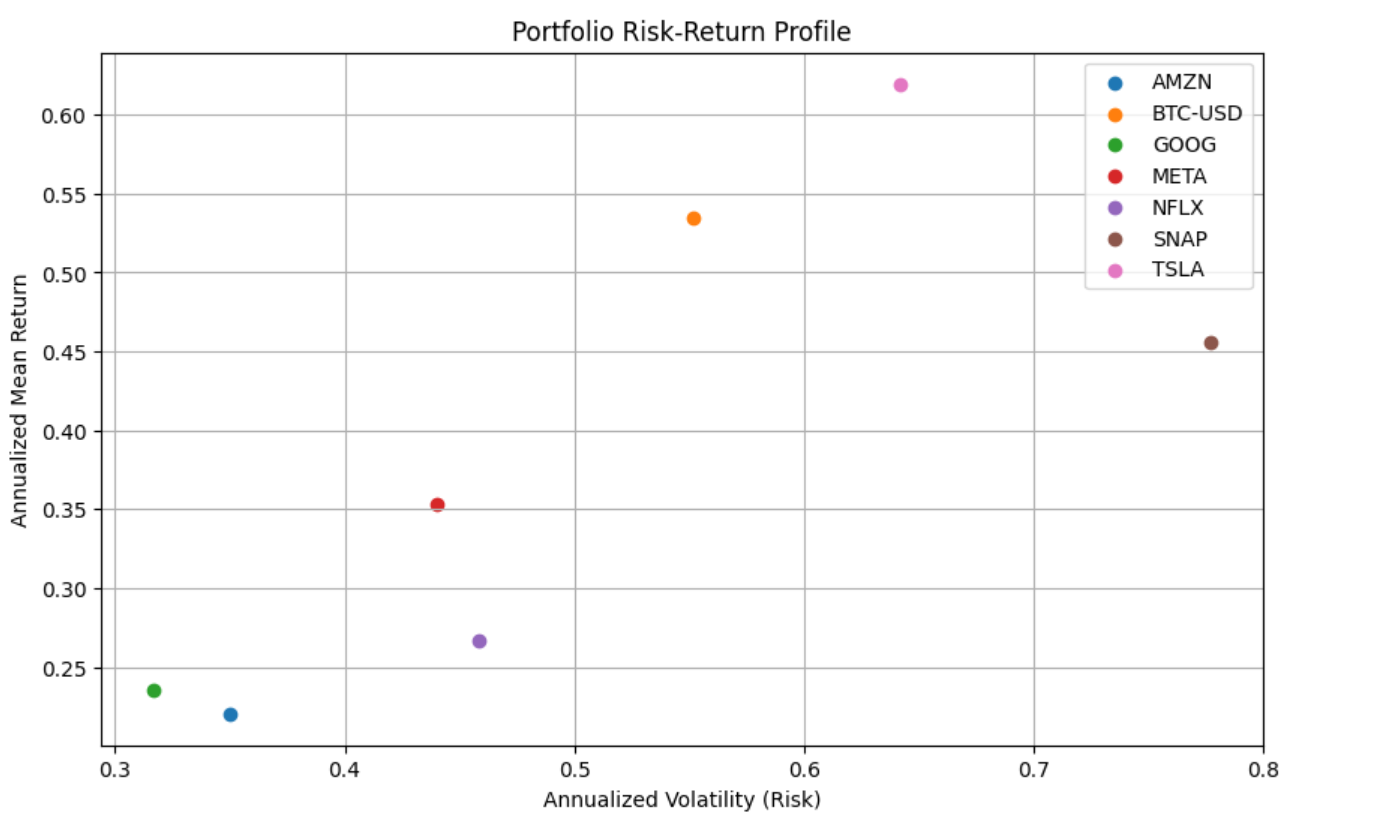 Portfolio Risk-Return Profile
AMZN
BTC-USD
GOOG
META
NFLX
SNAP
TSLA
Annualized Mean Return
0.60
0.55
0.50
0.45
0.40
0.35
0.30
0.25
0.3 0.4 0.5 0.6 0.7 0.8
Annualized Volatility (Risk)